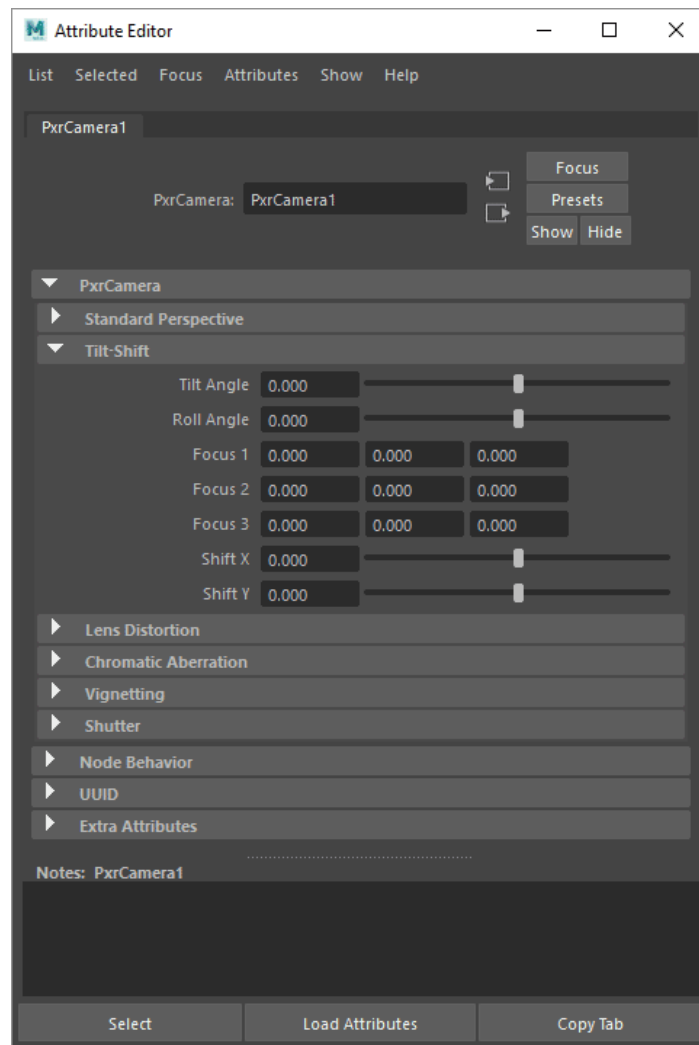 Attribute Editor
List Selected Focus Attributes Show Help
PxrCamera1
Focus
PxrCamera: PxrCamera1
Presets
Show Hide
PxrCamera
Standard Perspective
Tilt-Shift
Tilt Angle 0.000
Roll Angle 0.000
Focus 1 0.000 0.000 0.000
Focus 2 0.000 0.000 0.000
Focus 3 0.000 0.000 0.000
Shift X 0.000
Shift Y 0.000
Lens Distortion
Chromatic Aberration
Vignetting
Shutter
Node Behavior
UUID
Extra Attributes
Notes: PxrCamera1
Select Load Attributes Copy Tab